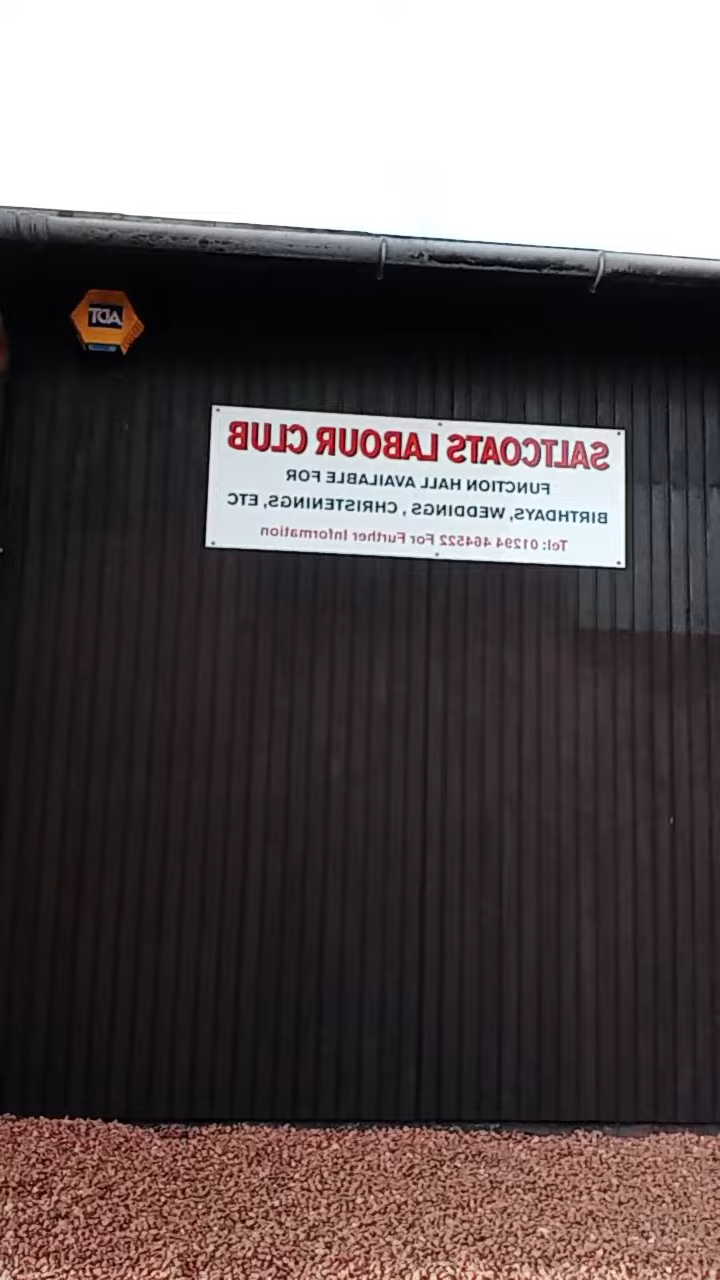 ADT
SALTCOATS LABOUR CLUB
FUNCTION HALL AVAILABLE FOR
BIRTHDAYS, WEDDINGS , CHRISTENINGS, ETC
Tel: 01294 464522 For Further Information